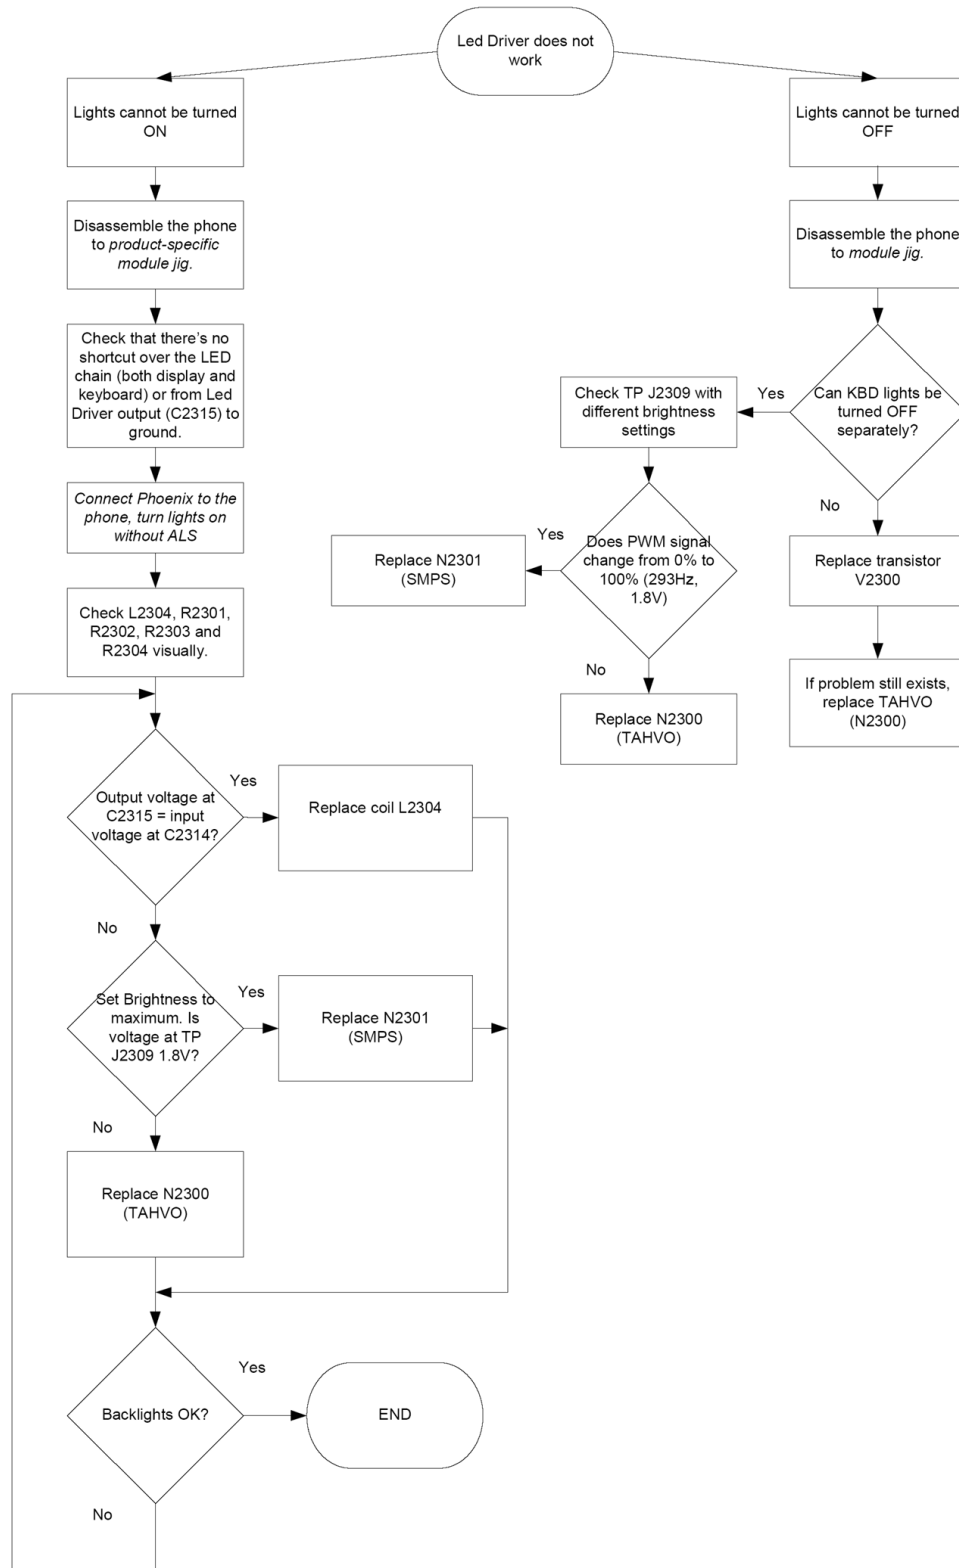 Led Driver does not
work
Lights cannot be turned
ON
Lights cannot be turned
OFF
Disassemble the phone
to product-specific
module jig.
Disassemble the phone
to module jig.
Check that there's no
shortcut over the LED
chain (both display and
keyboard) or from Led
Driver output (C2315) to
ground.
Check TP J2309 with
different brightness
settings
Yes
Can KBD lights be
turned OFF
separately?
Connect Phoenix to the
phone, turn lights on
without ALS
No
Replace N2301
(SMPS)
Yes
Does PWM signal
change from 0% to
100% (293Hz,
1.8V)
Replace transistor
V2300
Check L2304, R2301,
R2302, R2303 and
R2304 visually.
No
Replace N2300
(TAHVO)
If problem still exists,
replace TAHVO
(N2300)
Output voltage at
C2315 = input
voltage at C2314?
Yes
Replace coil L2304
No
Set Brightness to
maximum. Is
voltage at TP
J2309 1.8V?
Yes
Replace N2301
(SMPS)
No
Replace N2300
(TAHVO)
Backlights OK?
Yes
END
No